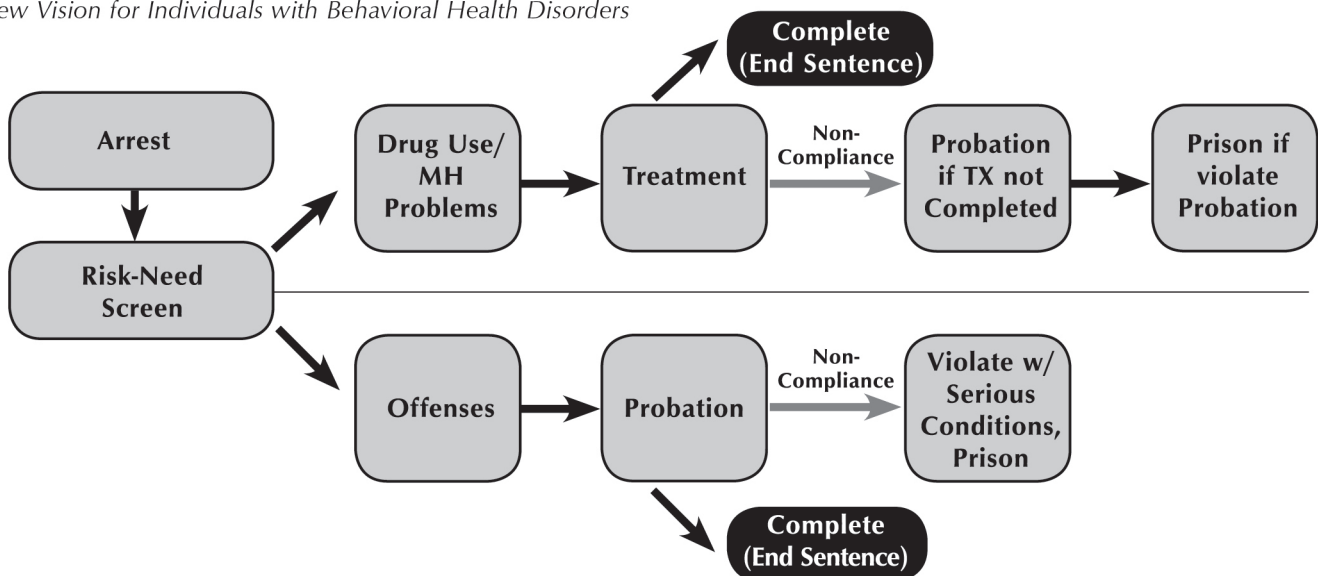 ew Vision for Individuals with Behavioral Health Disorders
Complete
(End Sentence)
Arrest
Drug Use/
MH
Problems
Treatment
Non-
Compliance
Probation
if TX not
Completed
Prison if
violate
Probation
Risk-Need
Screen
Offenses
Probation
Non-
Compliance
Violate w/
Serious
Conditions,
Prison
Complete
(End Sentence)